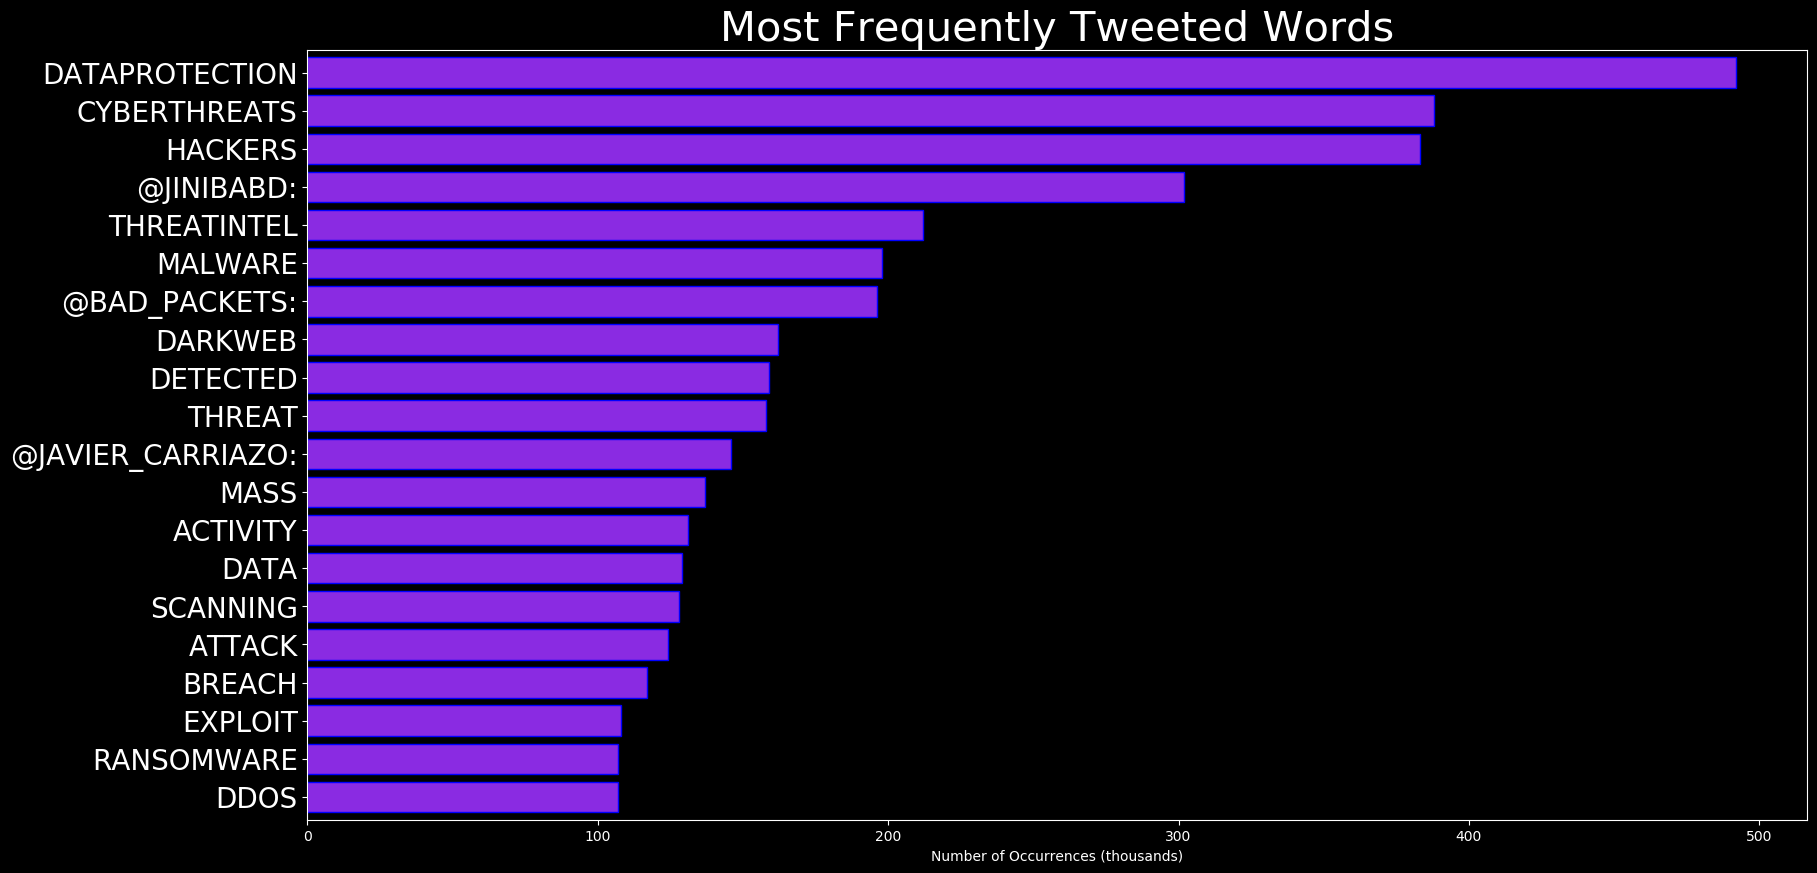 Most Frequently Tweeted Words
DATAPROTECTION
CYBERTHREATS
HACKERS
@JINIBABD:
THREATINTEL
MALWARE
@BAD_PACKETS:
DARKWEB
DETECTED
THREAT
@JAVIER_CARRIAZO:
MASS
ACTIVITY
DATA
SCANNING
ATTACK
BREACH
EXPLOIT
RANSOMWARE
DDOS
0 100 200 300 400 500
Number of Occurrences (thousands)